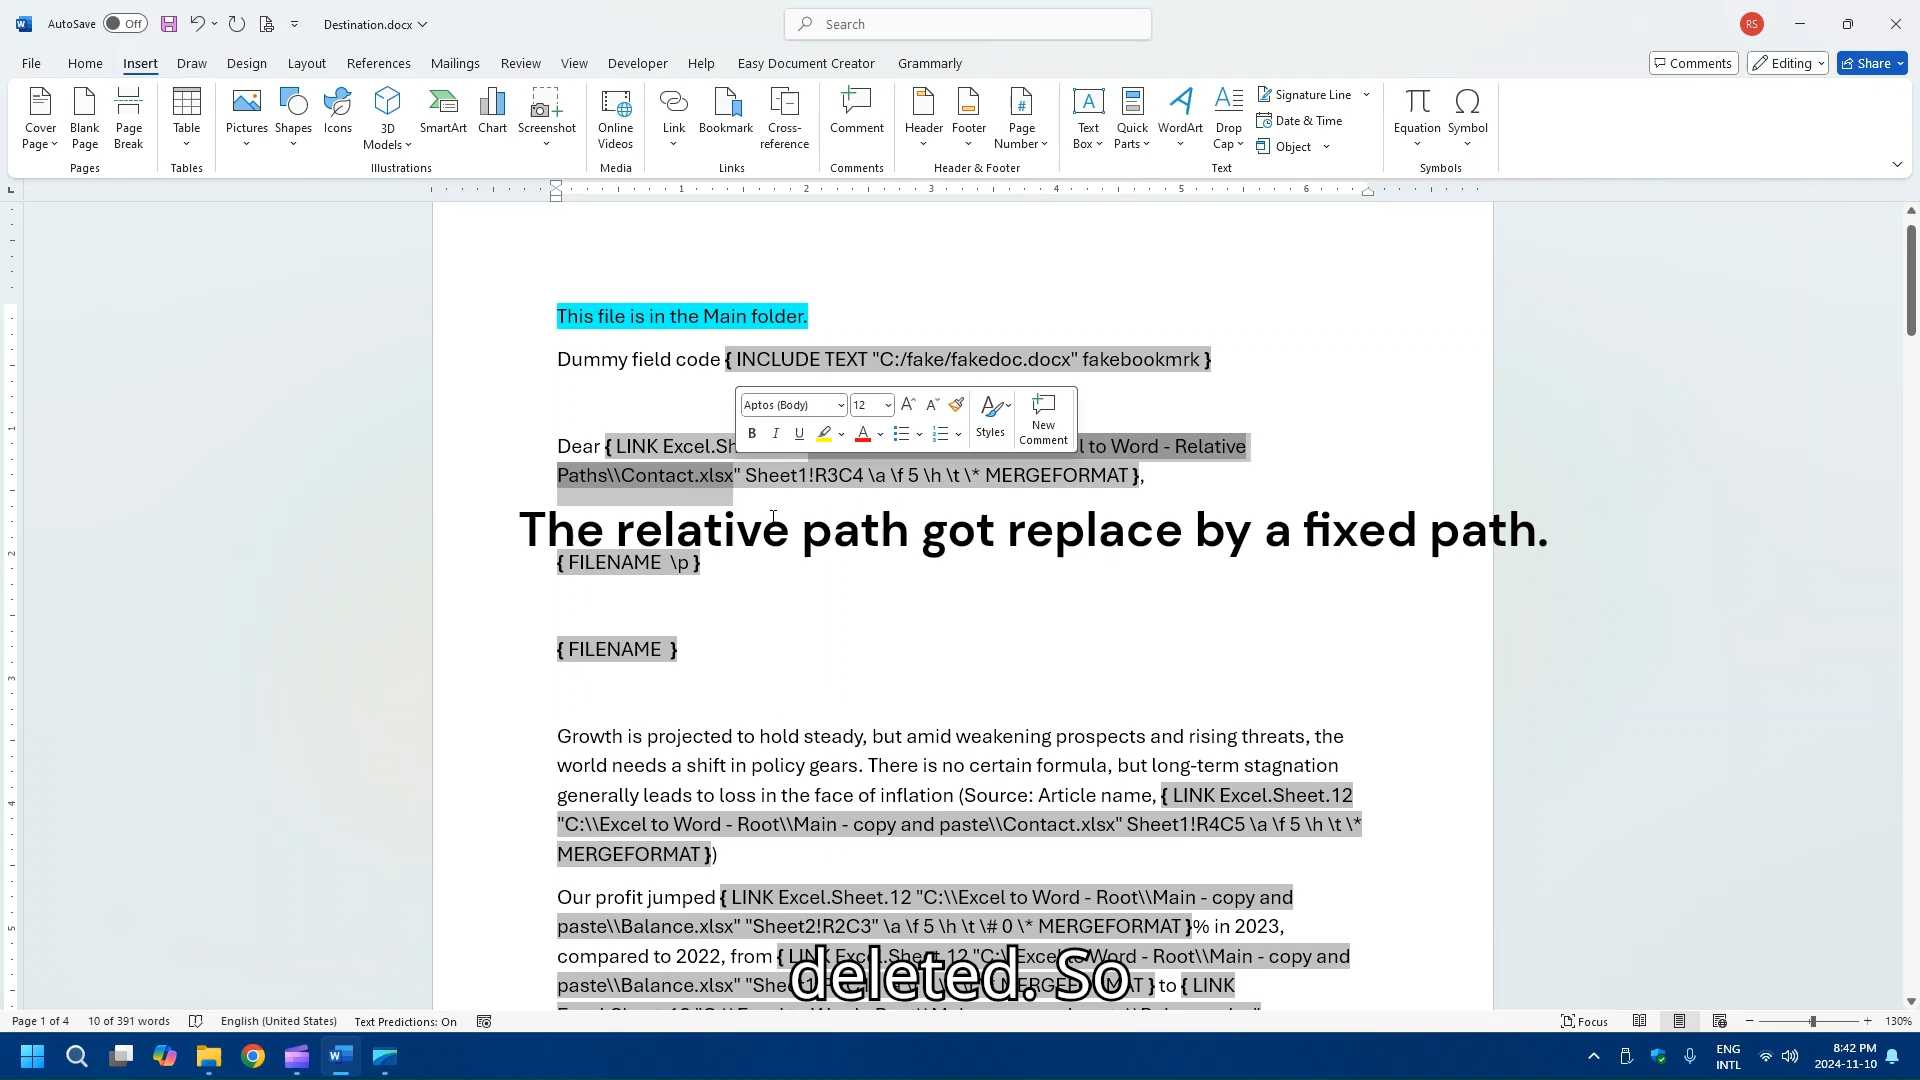 AutoSave Off Destination.docx Search RS
File Home Insert Draw Design Layout References Mailings Review View Developer Help Easy Document Creator Grammarly Comments Editing Share
Cover Page Blank Page Page Break Table Pictures Shapes Icons 3D Models SmartArt Chart Screenshot Online Videos Link Bookmark Cross-reference Comment Header Footer Page Number Text Box Quick Parts WordArt Drop Cap Signature Line Date & Time Object Equation Symbol
Pages Tables Illustrations Media Links Comments Header & Footer Text Symbols
1 2 3 4 5 6
This file is in the Main folder.
Dummy field code { INCLUDE TEXT "C:/fake/fakedoc.docx" fakebookmrk }
Aptos (Body) 12 A A Styles New Comment
B I U A
Dear { LINK Excel.Sh l to Word - Relative
Paths\\Contact.xlsx" Sheet1!R3C4 \a \f 5 \h \t \* MERGEFORMAT },
The relative path got replace by a fixed path.
{ FILENAME \p }
{ FILENAME }
Growth is projected to hold steady, but amid weakening prospects and rising threats, the
world needs a shift in policy gears. There is no certain formula, but long-term stagnation
generally leads to loss in the face of inflation (Source: Article name, { LINK Excel.Sheet.12
"C:\\Excel to Word - Root\\Main - copy and paste\\Contact.xlsx" Sheet1!R4C5 \a \f 5 \h \t \*
MERGEFORMAT })
Our profit jumped { LINK Excel.Sheet.12 "C:\\Excel to Word - Root\\Main - copy and
paste\\Balance.xlsx" "Sheet2!R2C3" \a \f 5 \h \t \# 0 \* MERGEFORMAT }% in 2023,
compared to 2022, from { LINK Excel.Sheet.12 "C:\\Excel to Word - Root\\Main - copy and
paste\\Balance.xlsx" MERGEFORMAT } to { LINK
deleted. So
Page 1 of 4 10 of 391 words English (United States) Text Predictions: On Focus 130%
ENG INTL 8:42 PM 2024-11-10